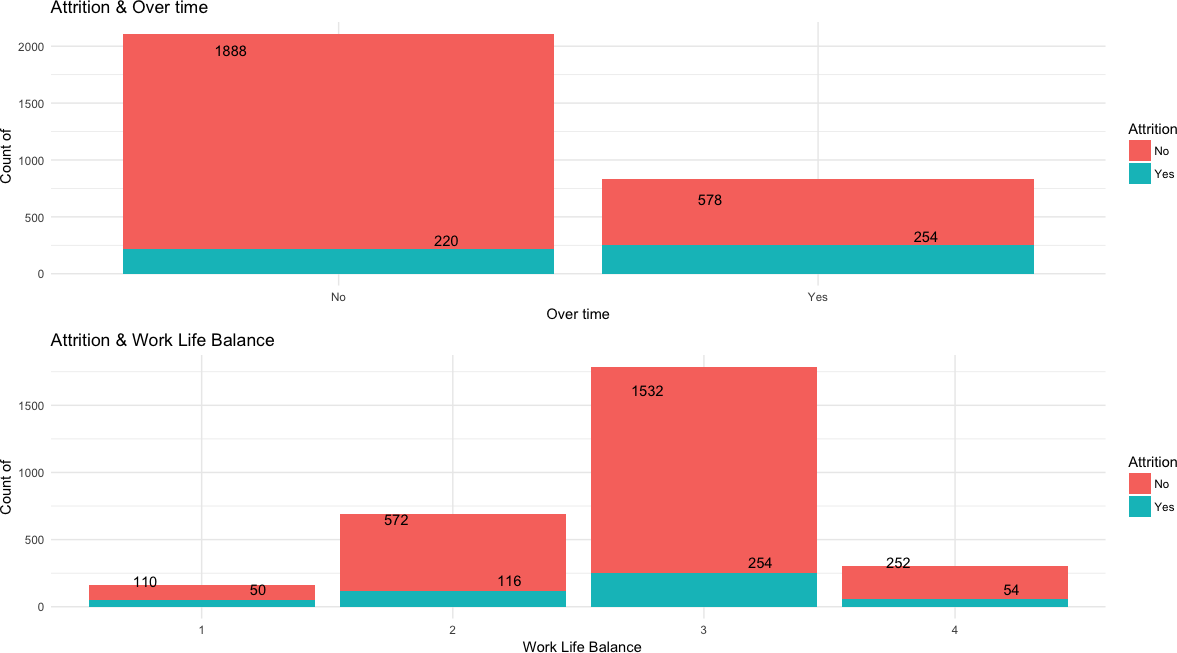 Attrition & Over time
Count of
2000
1500
1000
500
0
1888
220
578
254
No
Yes
Over time
Attrition
No
Yes
Attrition & Work Life Balance
Count of
1500
1000
500
0
110
50
572
116
1532
254
252
54
1
2
3
4
Work Life Balance
Attrition
No
Yes